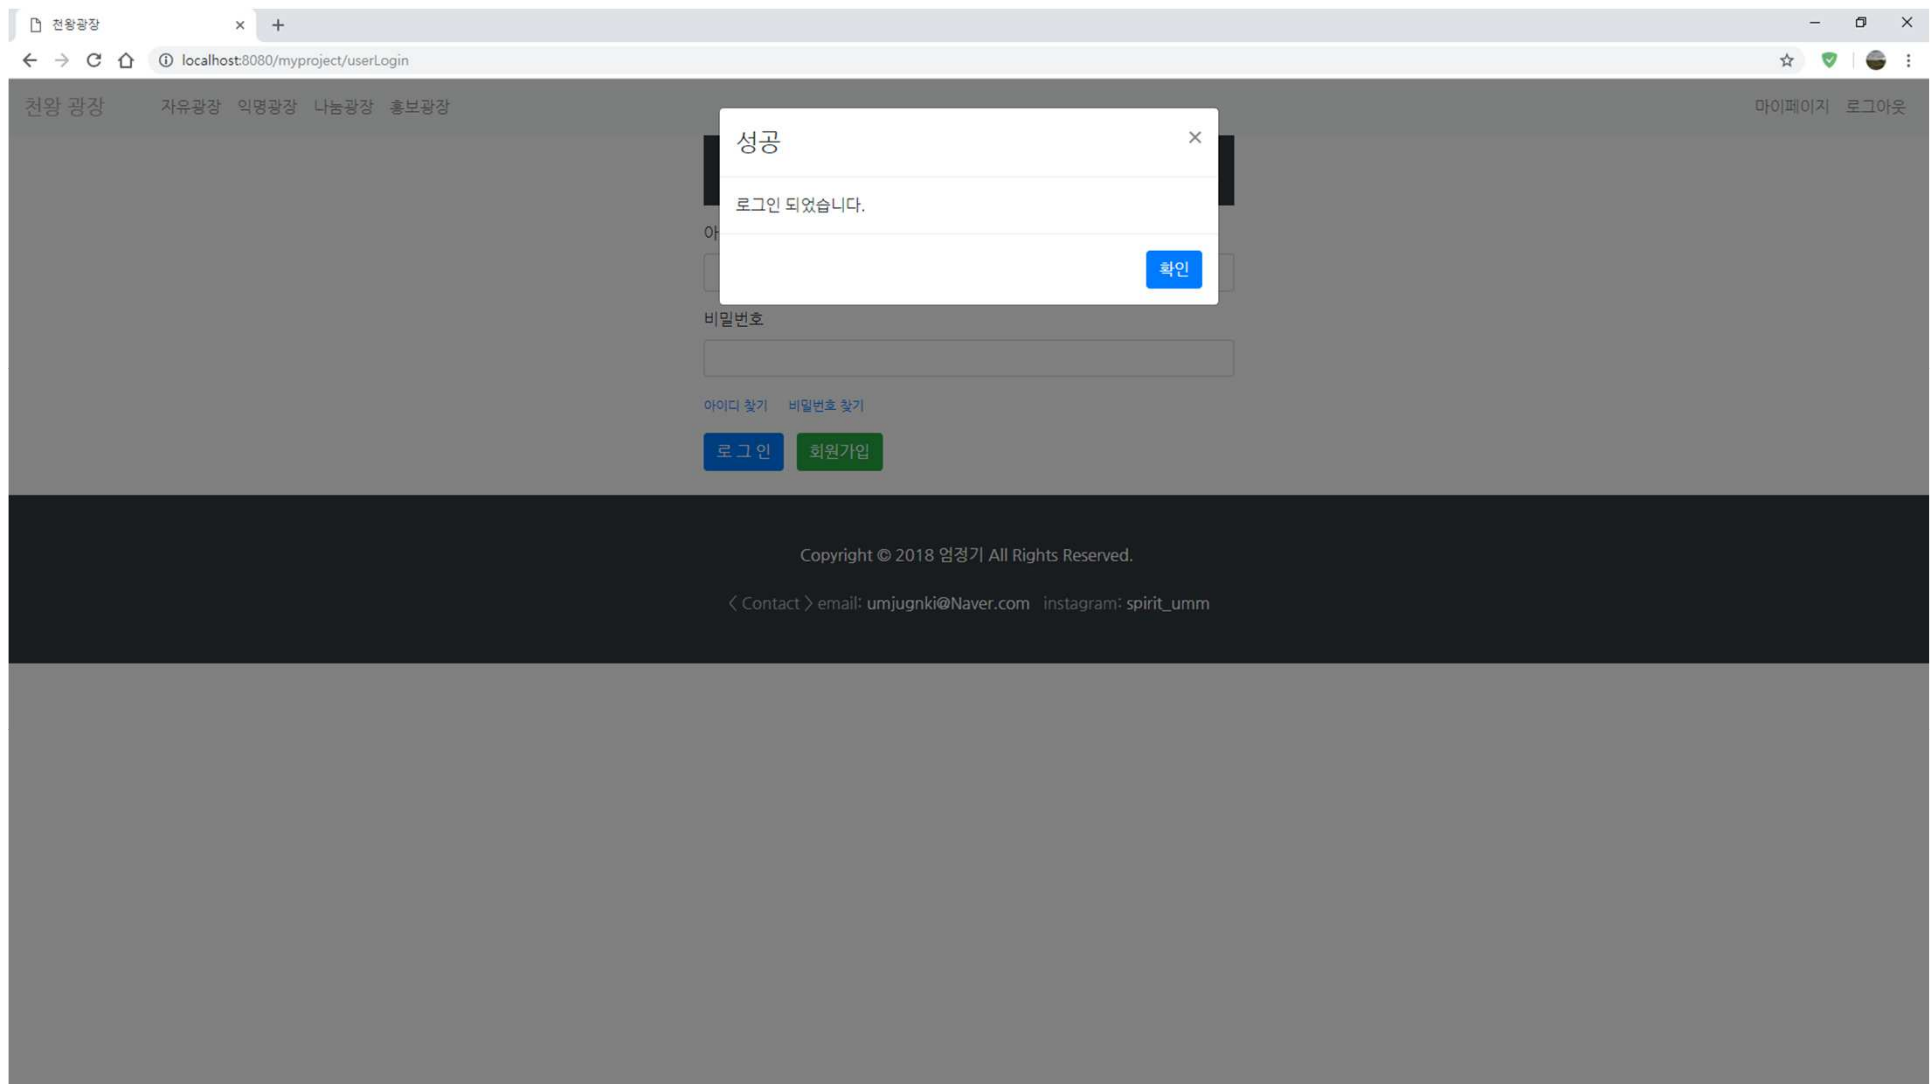 천왕광장
localhost:8080/myproject/userLogin
천왕 광장 자유광장 익명광장 나눔광장 홍보광장 마이페이지 로그아웃
성공
로그인 되었습니다.
확인
비밀번호
아이디 찾기 비밀번호 찾기
로 그 인 회원가입
Copyright © 2018 엄정기 All Rights Reserved.
< Contact > email: umjugnki@Naver.com instagram: spirit_umm